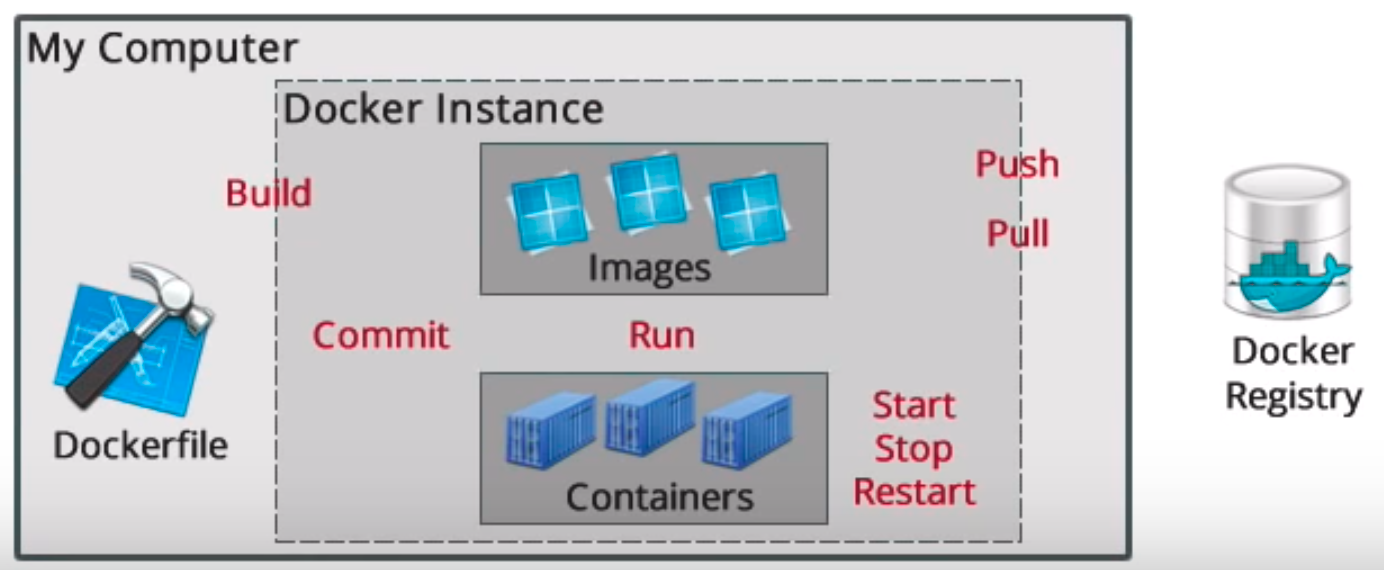 My Computer
Docker Instance
Build
Push
Pull
Images
Commit
Run
Dockerfile
Start
Stop
Restart
Containers
Docker
Registry